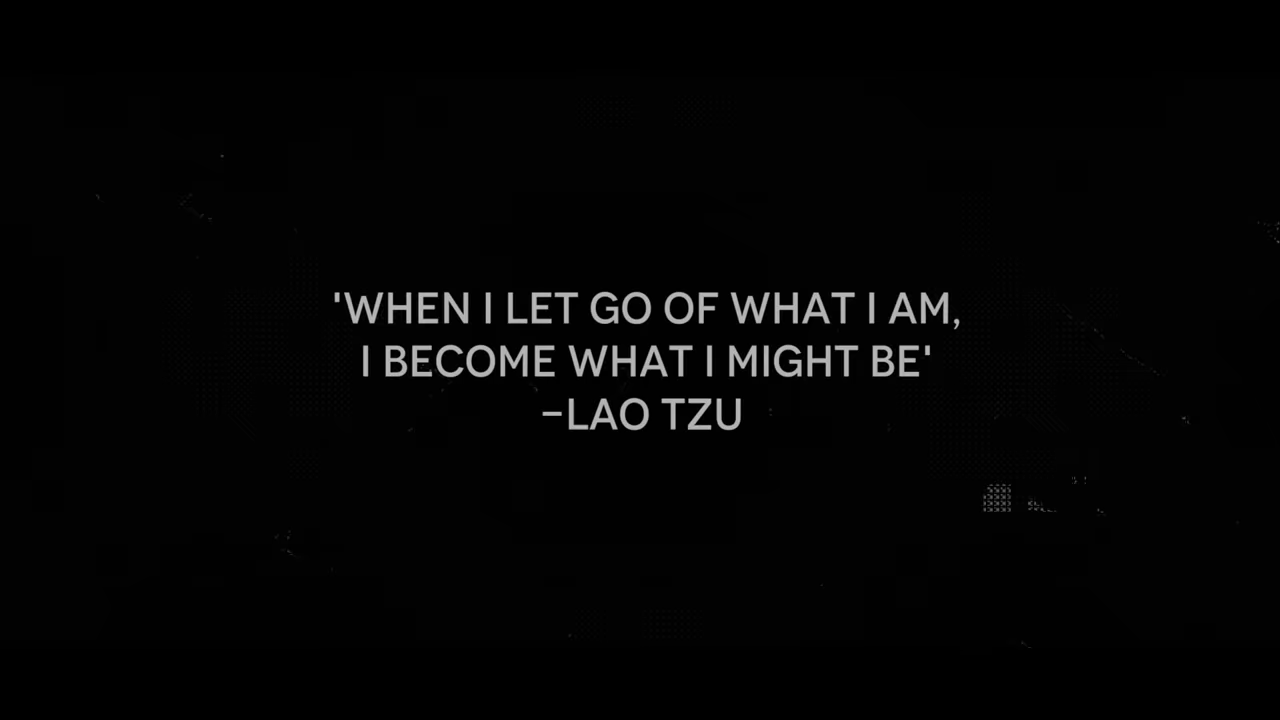 'WHEN I LET GO OF WHAT I AM,
I BECOME WHAT I MIGHT BE'
–LAO TZU